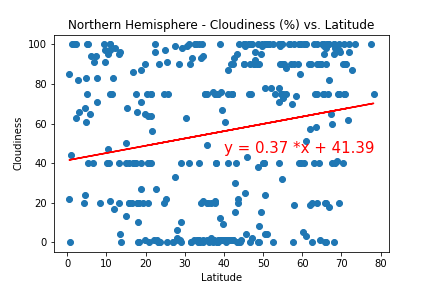 Northern Hemisphere - Cloudiness (%) vs. Latitude
100
80
60
40
20
0
Cloudiness
y = 0.37 *x + 41.39
0 10 20 30 40 50 60 70 80
Latitude